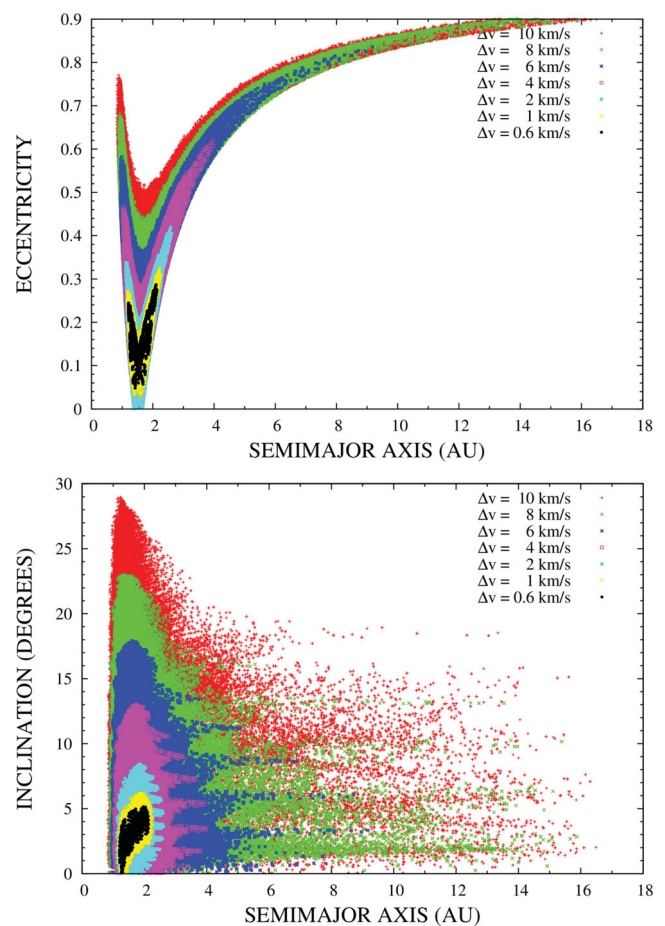 0.9
0.8
0.7
0.6
0.5
0.4
0.3
0.2
0.1
0
ECCENTRICITY
Δv = 10 km/s
Δv = 8 km/s
Δv = 6 km/s
Δv = 4 km/s
Δv = 2 km/s
Δv = 1 km/s
Δv = 0.6 km/s
0 2 4 6 8 10 12 14 16 18
SEMIMAJOR AXIS (AU)
30
25
20
15
10
5
0
INCLINATION (DEGREES)
Δv = 10 km/s
Δv = 8 km/s
Δv = 6 km/s
Δv = 4 km/s
Δv = 2 km/s
Δv = 1 km/s
Δv = 0.6 km/s
0 2 4 6 8 10 12 14 16 18
SEMIMAJOR AXIS (AU)